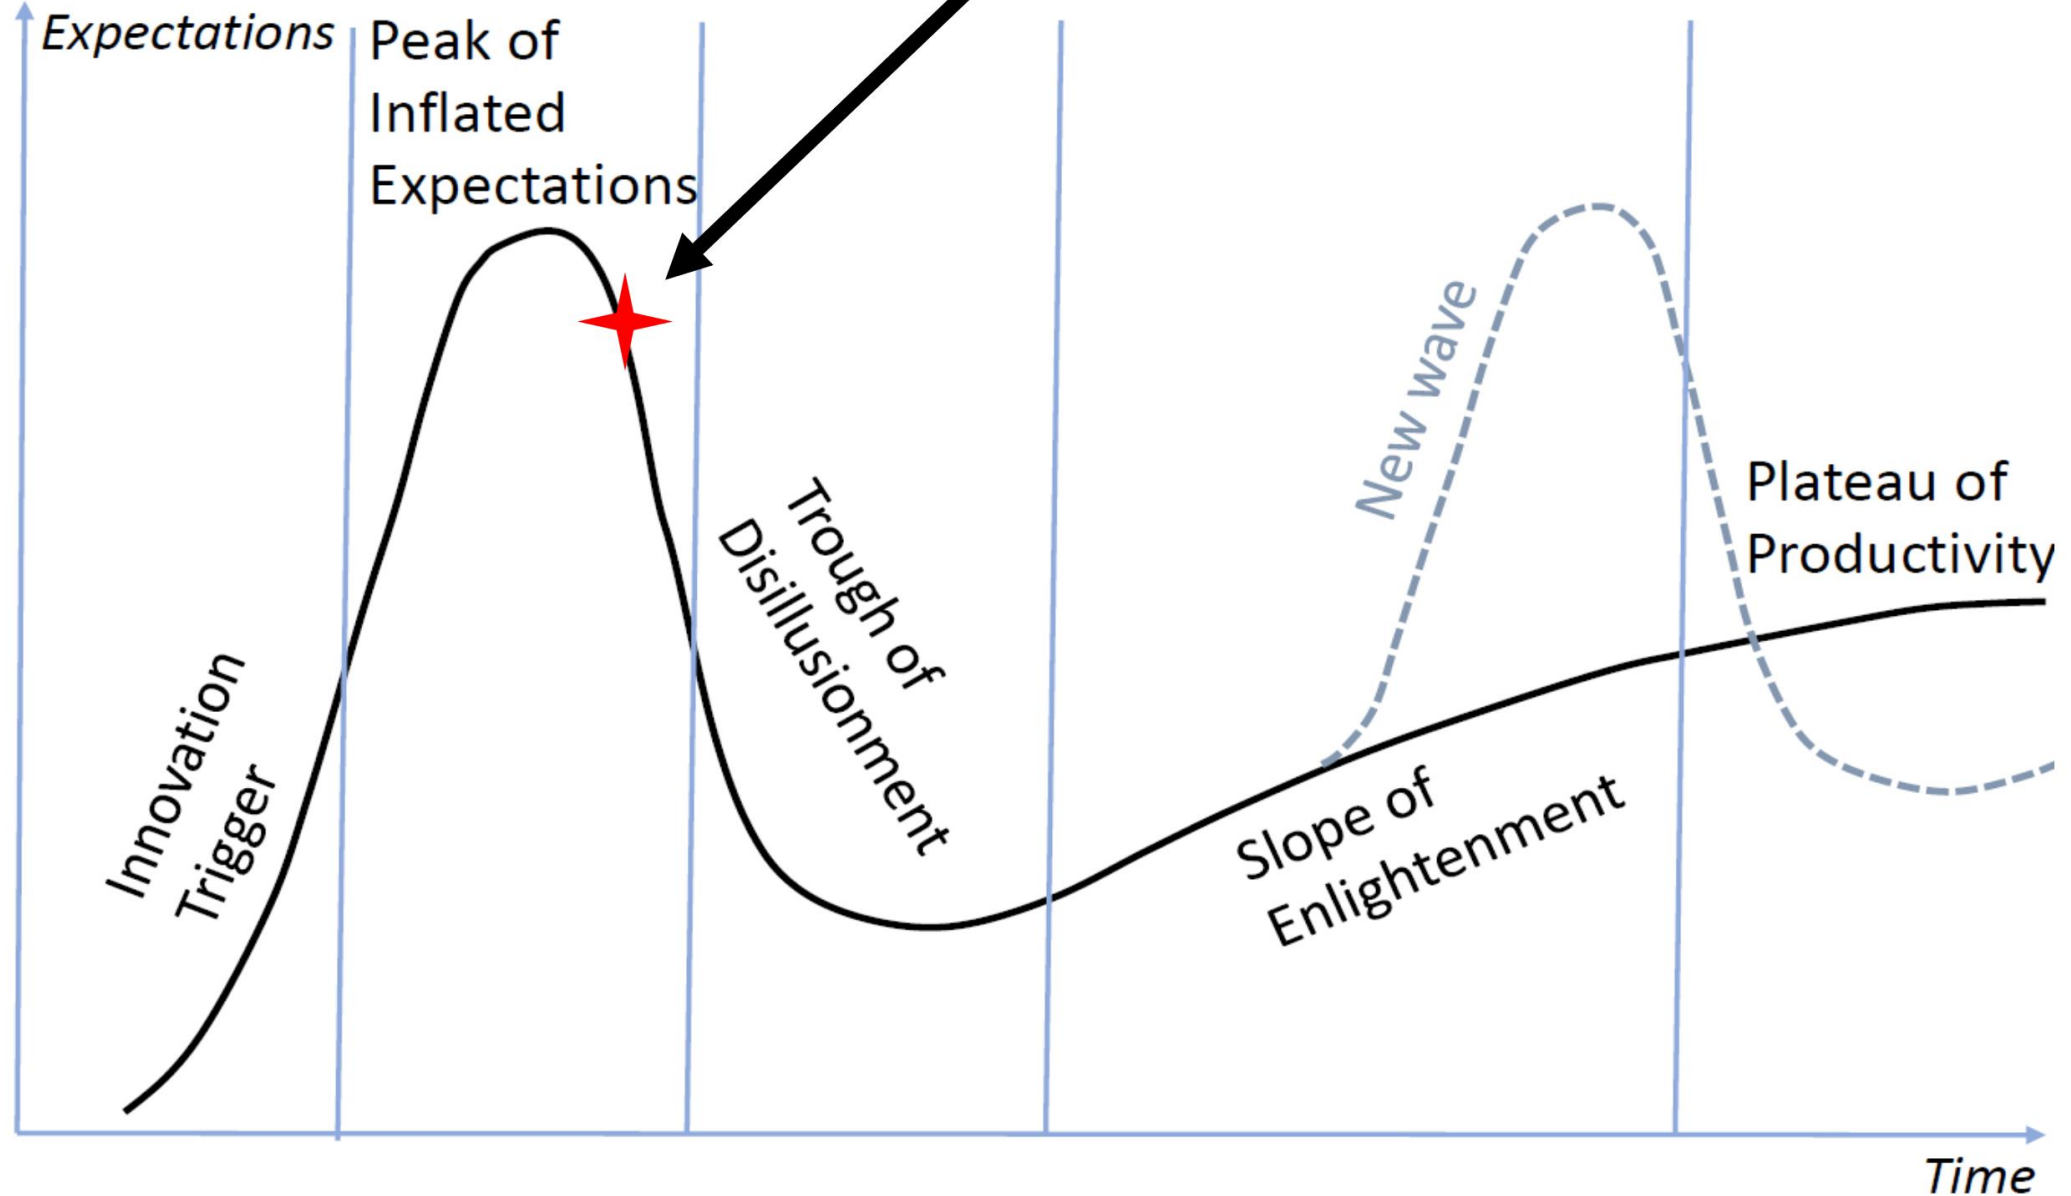 Expectations
Peak of
Inflated
Expectations
Innovation
Trigger
Trough of
Disillusionment
New wave
Slope of
Enlightenment
Plateau of
Productivity
Time